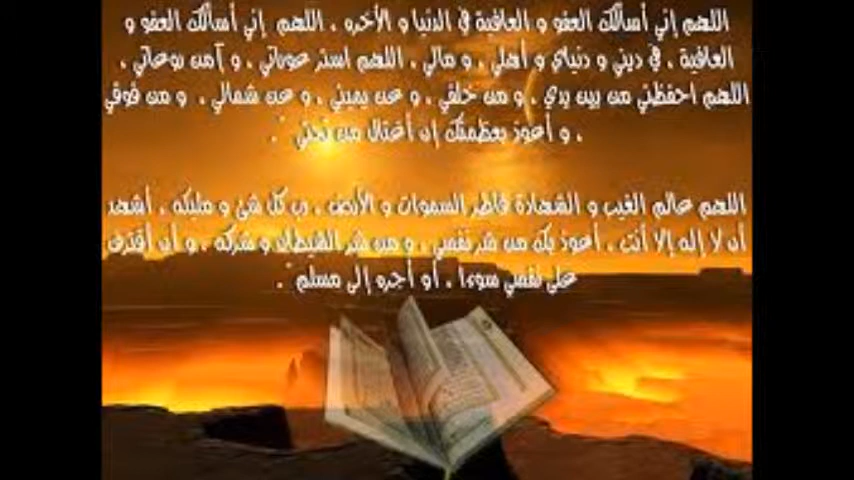 اللهم إني أسألك العفو و العافية في الدنيا و الأخره ، اللهم إني أسألك العفو و
العافية ، في ديني و دنياي و أهلي ، و مالي ، اللهم استر عوراتي ، و آمن روعاتي ،
اللهم احفظني من بين يدي ، و من خلفي ، و عن يميني ، و عن شمالي ، و من فوقي
، و أعوذ بعظمتك إن أغتال من تحتي " .
اللهم عالم الغيب و الشهادة فاطر السموات و الأرض ، رب كل شئ و مليكه ، أشهد
أن لا إله إلا أنت ، أعوذ بك من شر نفسي ، و من شر الشيطان و شركه ، و أن أقترف
على نفسي سوءا ، أو أجره إلى مسلم " .